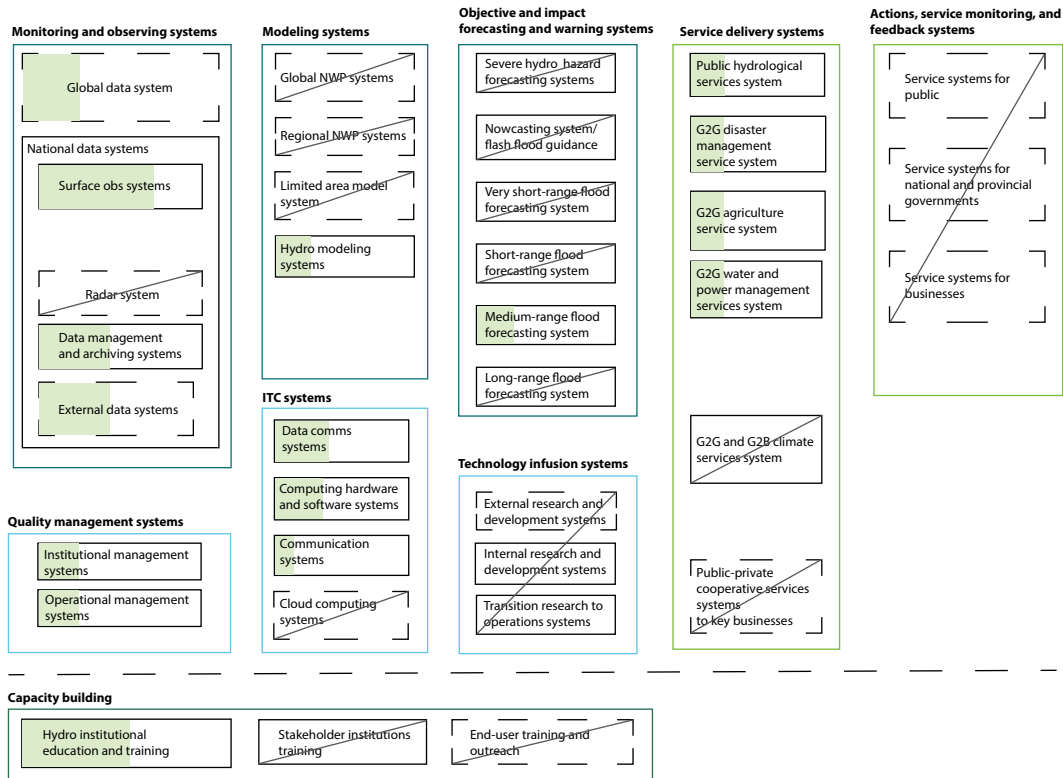 Monitoring and observing systems
Global data system
National data systems
Surface obs systems
Radar system
Data management
and archiving systems
External data systems
Quality management systems
Institutional management
systems
Operational management
systems
Modeling systems
Global NWP systems
Regional NWP systems
Limited area model
system
Hydro modeling
systems
ITC systems
Data comms
systems
Computing hardware
and software systems
Communication
systems
Cloud computing
systems
Objective and impact
forecasting and warning systems
Severe hydro_hazard
forecasting systems
Nowcasting system/
flash flood guidance
Very short-range flood
forecasting system
Short-range flood
forecasting system
Medium-range flood
forecasting system
Long-range flood
forecasting system
Technology infusion systems
External research and
development systems
Internal research and
development systems
Transition research to
operations systems
Service delivery systems
Public hydrological
services system
G2G disaster
management
service system
G2G agriculture
service system
G2G water and
power management
services system
G2G and G2B climate
services system
Public-private
cooperative services
systems
to key businesses
Actions, service monitoring, and
feedback systems
Service systems for
public
Service systems for
national and provincial
governments
Service systems for
businesses
Capacity building
Hydro institutional
education and training
Stakeholder institutions
training
End-user training and
outreach